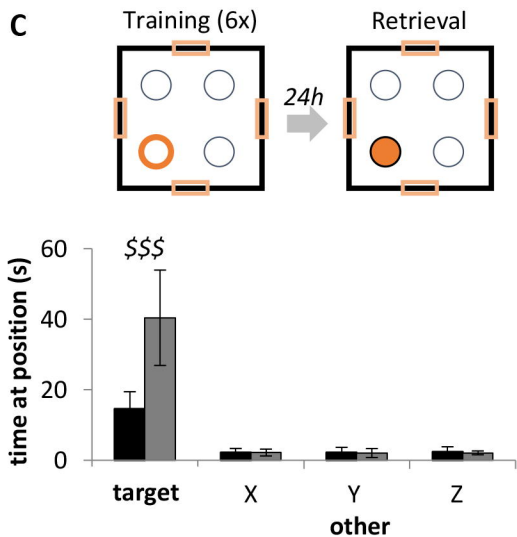 C
Training (6x)
Retrieval
24h
time at position (s)
60
40
20
0
$$$
target
X
Y
Z
other